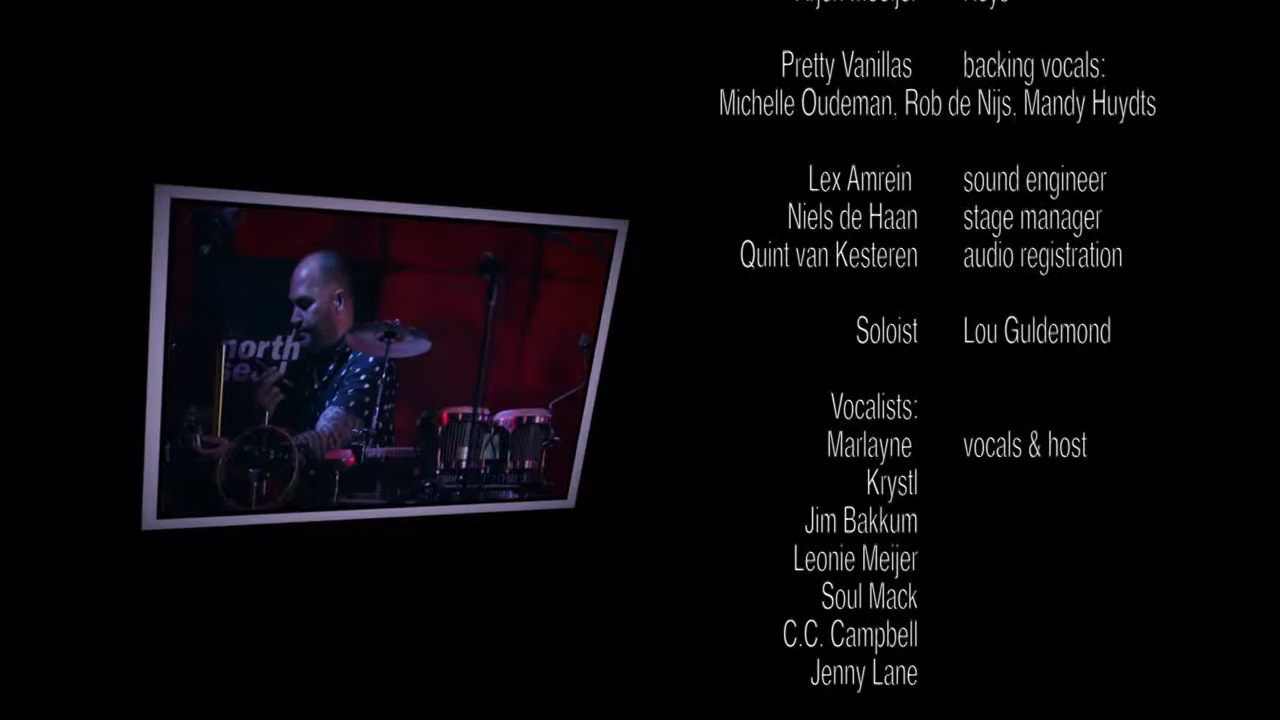 Pretty Vanillas backing vocals:
Michelle Oudeman, Rob de Nijs, Mandy Huydts
Lex Amrein sound engineer
Niels de Haan stage manager
Quint van Kesteren audio registration
Soloist Lou Guldemond
Vocalists:
Marlayne vocals & host
Krystl
Jim Bakkum
Leonie Meijer
Soul Mack
C.C. Campbell
Jenny Lane
north